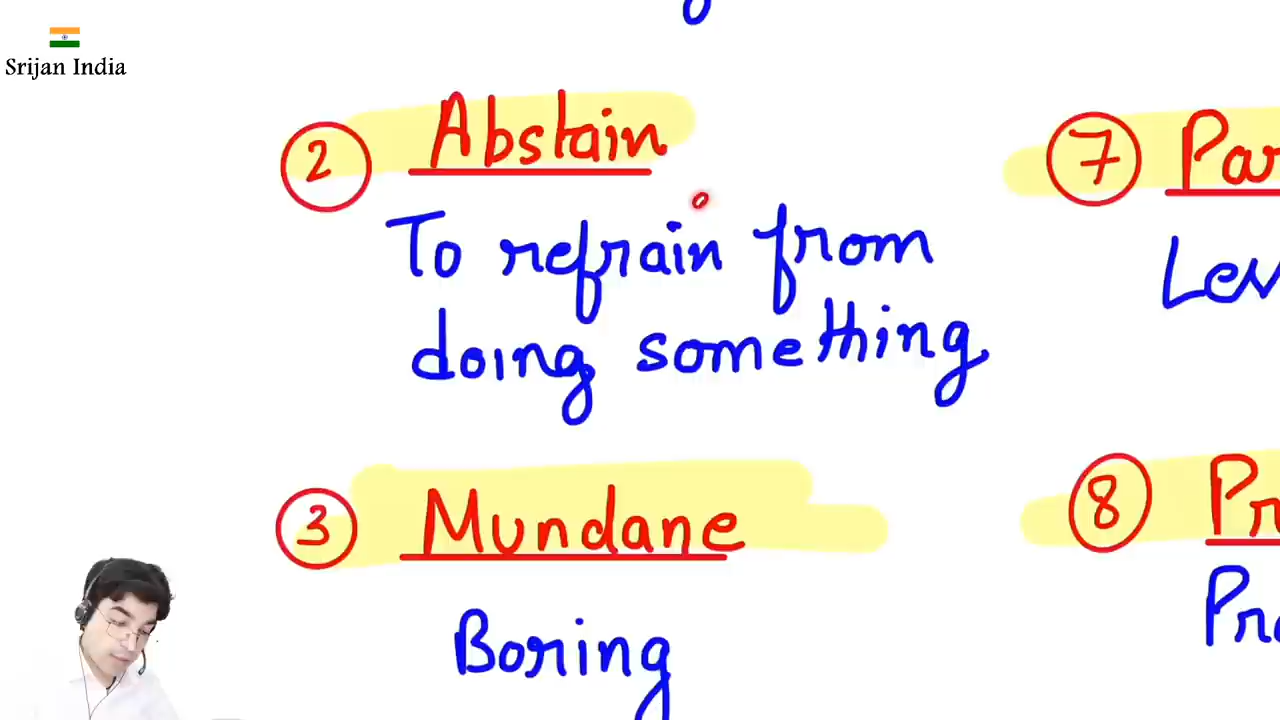 Srijan India
2 Abstain
To refrain from
doing something
3 Mundane
Boring
7
8